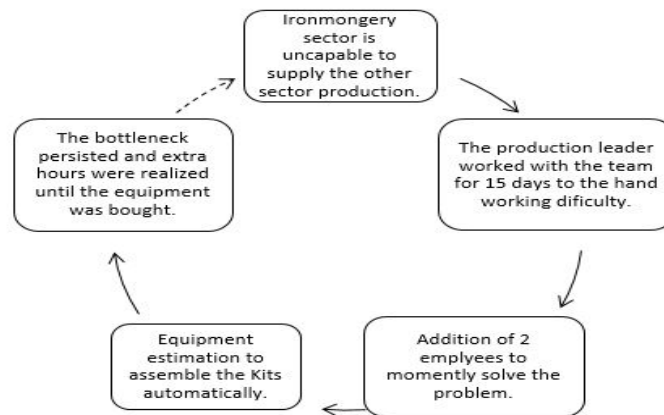 Ironmongery
sector is
uncapable to
supply the other
sector production.
The production leader
worked with the team
for 15 days to the hand
working dificulty.
Addition of 2
emplyees to
momently solve the
problem.
Equipment
estimation to
assemble the Kits
automatically.
The bottleneck
persisted and extra
hours were realized
until the equipment
was bought.